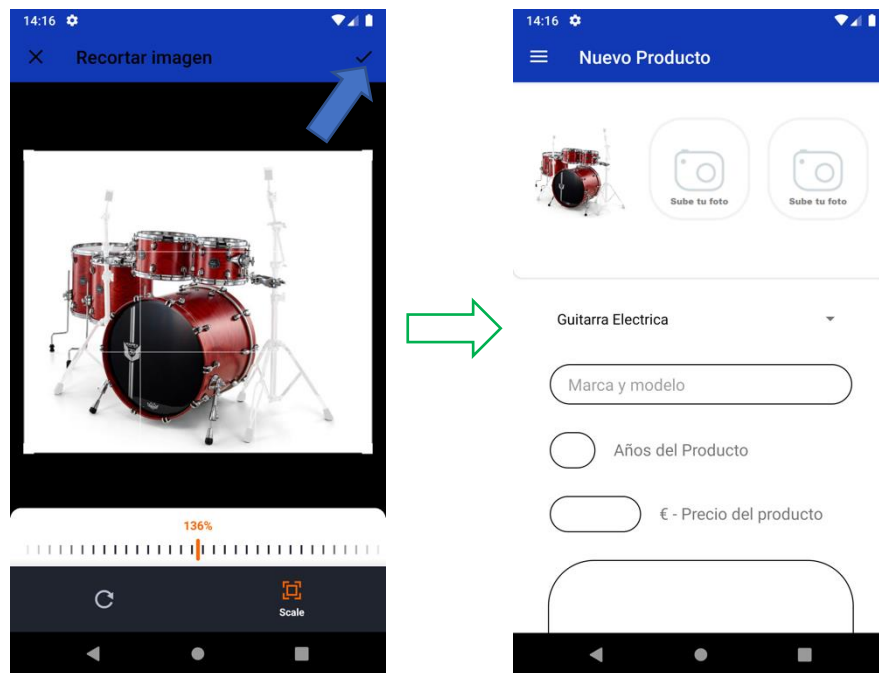 14:16
Recortar imagen
136%
Scale
14:16
Nuevo Producto
Sube tu foto
Sube tu foto
Guitarra Electrica
Marca y modelo
Años del Producto
€ - Precio del producto